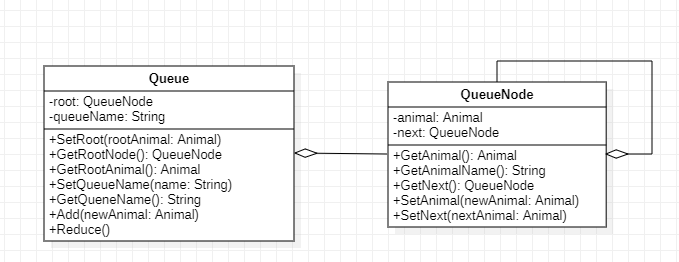 Queue
-root: QueueNode
-queueName: String
+SetRoot(rootAnimal: Animal)
+GetRootNode(): QueueNode
+GetRootAnimal(): Animal
+SetQueueName(name: String)
+GetQueneName(): String
+Add(newAnimal: Animal)
+Reduce()
QueueNode
-animal: Animal
-next: QueueNode
+GetAnimal(): Animal
+GetAnimalName(): String
+GetNext(): QueueNode
+SetAnimal(newAnimal: Animal)
+SetNext(nextAnimal: Animal)